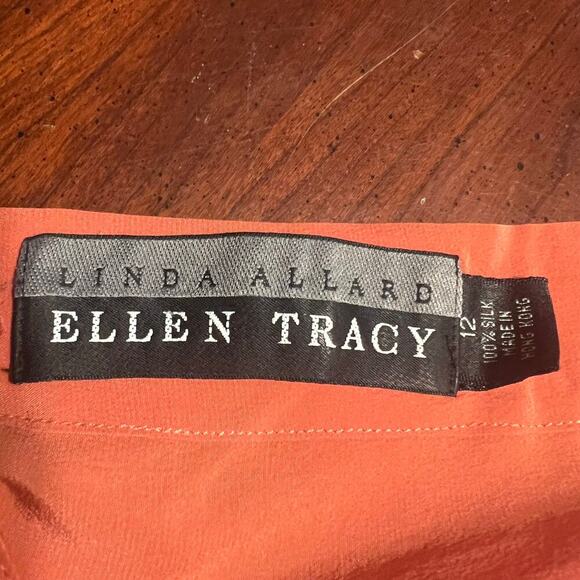 LINDA ALLARD
ELLEN TRACY
12
100% SILK
MADE IN
HONG KONG